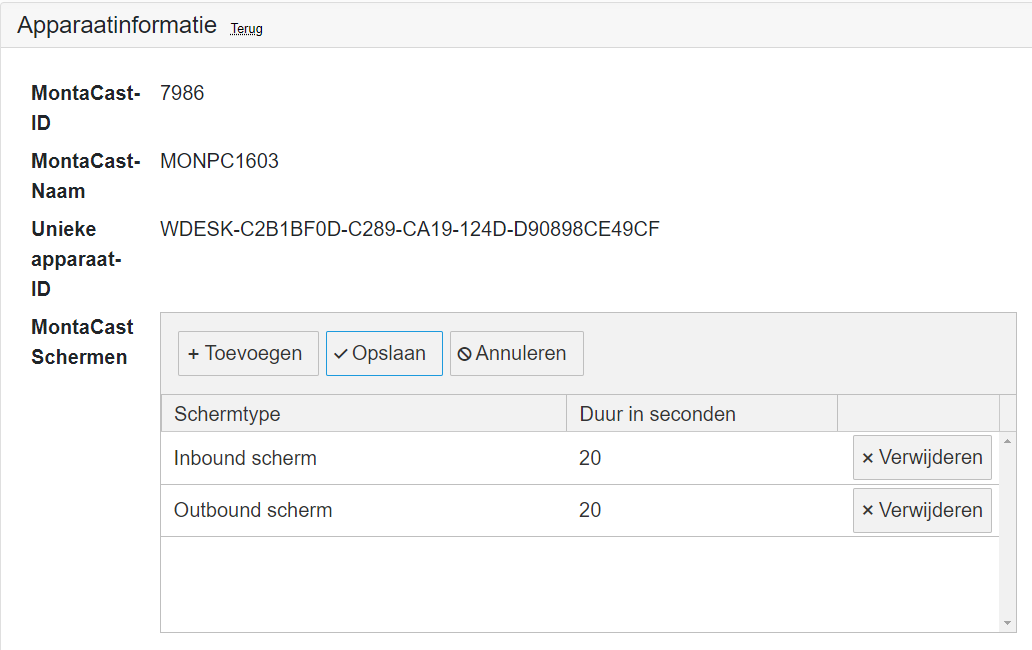 Apparaatinformatie Terug
MontaCast- 7986
ID
MontaCast- MONPC1603
Naam
Unieke WDESK-C2B1BF0D-C289-CA19-124D-D90898CE49CF
apparaat-
ID
MontaCast
Schermen
+ Toevoegen ✓ Opslaan Annuleren
Schermtype Duur in seconden
Inbound scherm 20 × Verwijderen
Outbound scherm 20 × Verwijderen